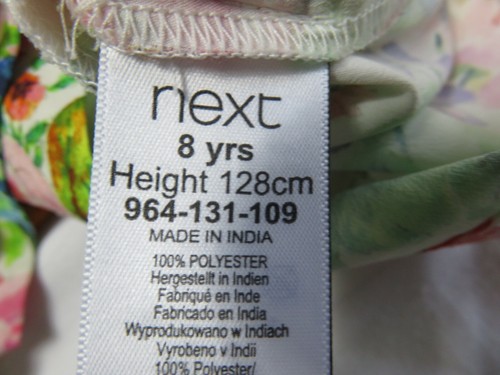 next
8 yrs
Height 128cm
964-131-109
MADE IN INDIA
100% POLYESTER
Hergestellt in Indien
Fabriqué en Inde
Fabricado en India
Wyprodukowano w Indiach
Vyrobeno v Indii
100% Polyester/